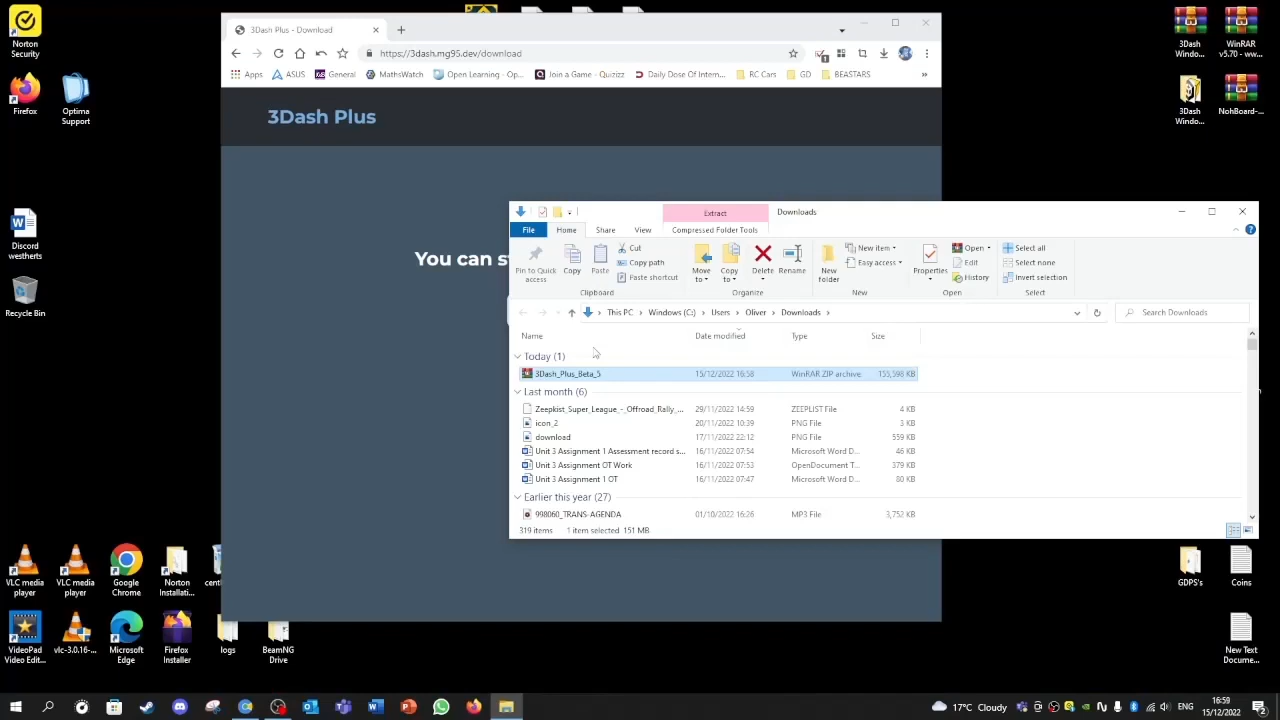 Norton
Security
Firefox
Optima
Support
Discord
westherts
Recycle Bin
3Dash Plus - Download
https://3dash.mg95.dev/download
Apps
ASUS
General
MathsWatch
Open Learning - Op...
Join a Game - Quizizz
Daily Dose Of Intern...
RC Cars
GD
BEASTARS
»
3Dash Plus
You can s
3Dash
Windo...
WinRAR
v5.70 - ww...
3Dash
Windo...
NohBoard-...
Extract
Downloads
File
Home
Share
View
Compressed Folder Tools
Pin to Quick
access
Copy
Paste
Cut
Copy path
Paste shortcut
Clipboard
Move
to
Copy
to
Delete
Rename
Organize
New
folder
New item
Easy access
New
Properties
Open
Edit
History
Open
Select all
Select none
Invert selection
Select
This PC
Windows (C:)
Users
Oliver
Downloads
Search Downloads
Name
Date modified
Type
Size
Today (1)
3Dash_Plus_Beta_5 15/12/2022 16:58 WinRAR ZIP archive 155,598 KB
Last month (6)
Zeepkist_Super_League_-_Offroad_Rally_... 29/11/2022 14:59 ZEEPLIST File 4 KB
icon_2 20/11/2022 10:39 PNG File 3 KB
download 17/11/2022 22:12 PNG File 559 KB
Unit 3 Assignment 1 Assessment record s... 16/11/2022 07:54 Microsoft Word D... 46 KB
Unit 3 Assignment OT Work 16/11/2022 07:53 OpenDocument T... 379 KB
Unit 3 Assignment 1 OT 16/11/2022 07:47 Microsoft Word D... 80 KB
Earlier this year (27)
998060_TRANS-AGENDA 01/10/2022 16:26 MP3 File 3,752 KB
319 items 1 item selected 151 MB
VLC media
player
VLC media
player
Google
Chrome
Norton
Installati...
GDPS's
Coins
VideoPad
Video Edit...
vlc-3.0.16-...
Microsoft
Edge
Firefox
Installer
logs
BeamNG
Drive
New Text
Docume...
17°C Cloudy
ENG
16:59
15/12/2022
2